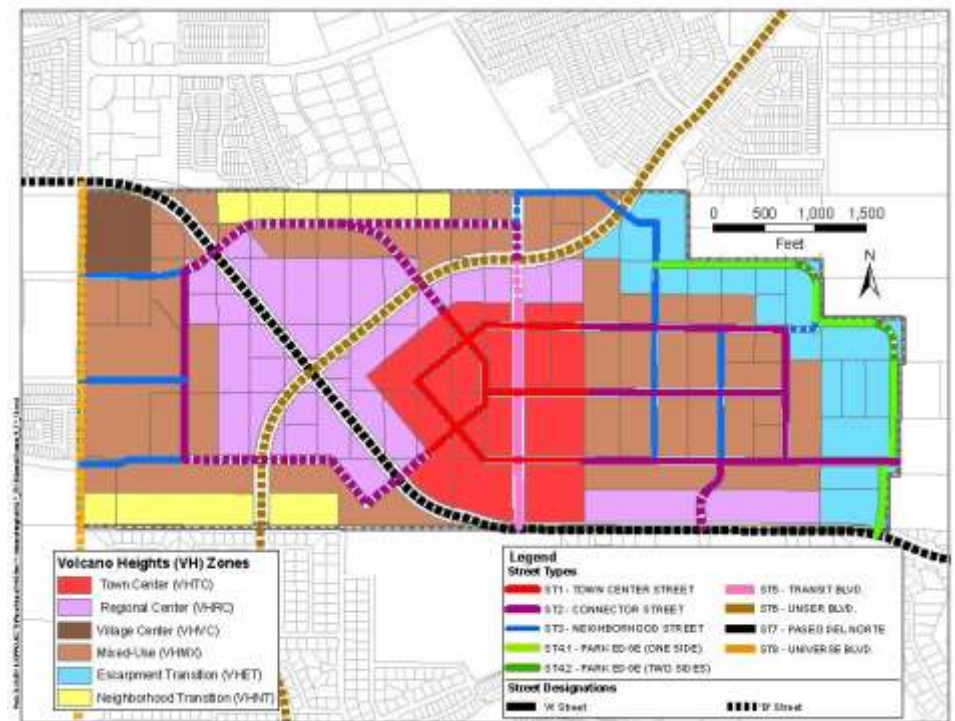 0 500 1,000 1,500
Feet
N
Volcano Heights (VH) Zones
Town Center (VHTC)
Regional Center (VHRC)
Village Center (VHVC)
Mixed-Use (VHMX)
Escarpment Transition (VHET)
Neighborhood Transition (VHNT)
Legend
Street Types
ST1 - TOWN CENTER STREET
ST2 - CONNECTOR STREET
ST3 - NEIGHBORHOOD STREET
ST4.1 - PARK EDGE (ONE SIDE)
ST4.2 - PARK EDGE (TWO SIDES)
ST5 - TRANSIT BLVD.
ST6 - UNSER BLVD.
ST7 - PASEO DEL NORTE
ST8 - UNIVERSE BLVD.
Street Designations
'A' Street
'B' Street